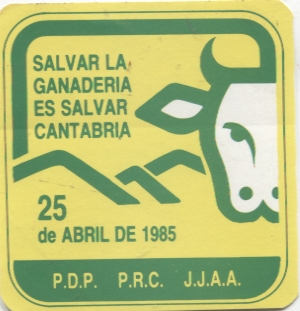 SALVAR LA
GANADERIA
ES SALVAR
CANTABRIA
25
de ABRIL DE 1985
P.D.P. P.R.C. J.J.A.A.